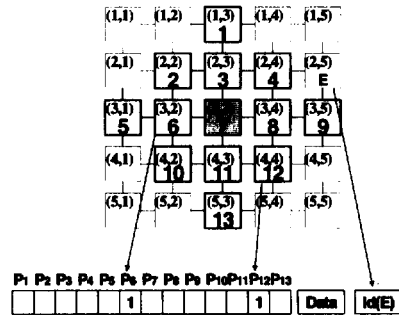 (1,1) (1,2) (1,3) (1,4) (1,5)
1
(2,1) (2,2) (2,3) (2,4) (2,5)
2 3 4 E
(3,1) (3,2) (3,4) (3,5)
5 6 8 9
(4,1) (4,2) (4,3) (4,4) (4,5)
10 11 12
(5,1) (5,2) (5,3) (5,4) (5,5)
13
P1 P2 P3 P4 P5 P6 P7 P8 P9 P10 P11 P12 P13
1 1 Data Id(E)